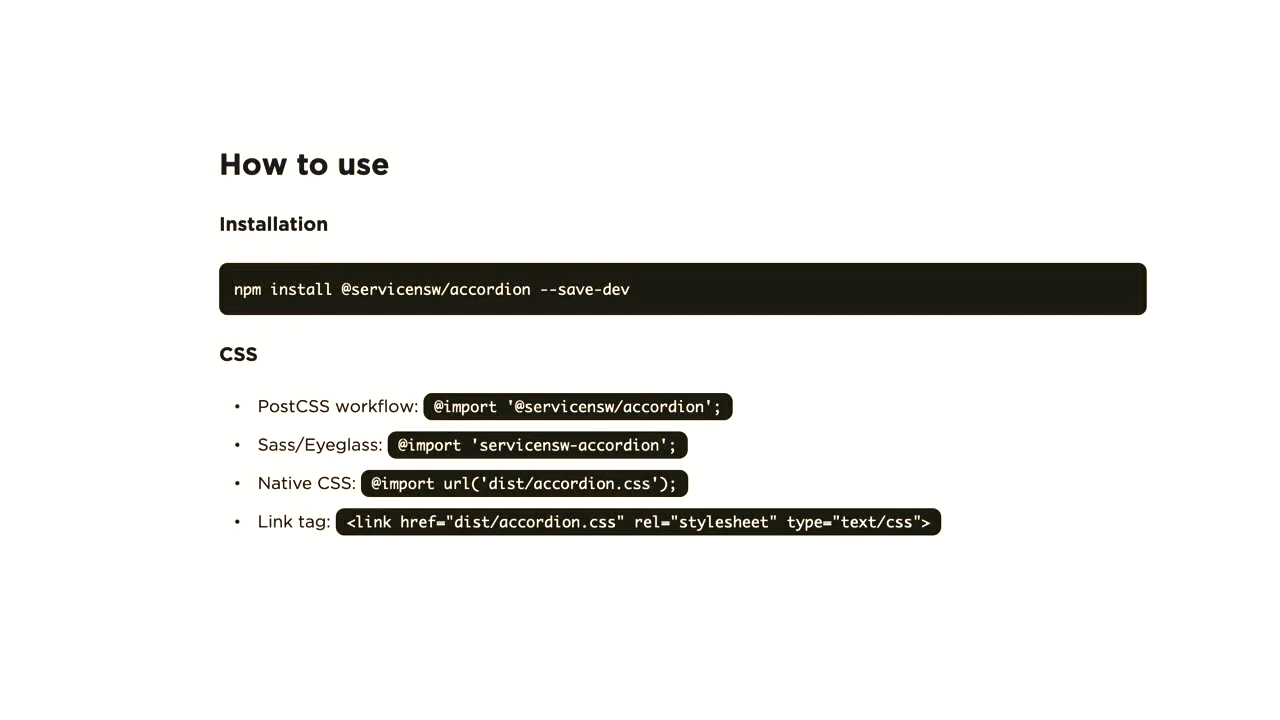 How to use
Installation
npm install @servicensw/accordion --save-dev
CSS
• PostCSS workflow: @import '@servicensw/accordion';
• Sass/Eyeglass: @import 'servicensw-accordion';
• Native CSS: @import url('dist/accordion.css');
• Link tag: <link href="dist/accordion.css" rel="stylesheet" type="text/css">